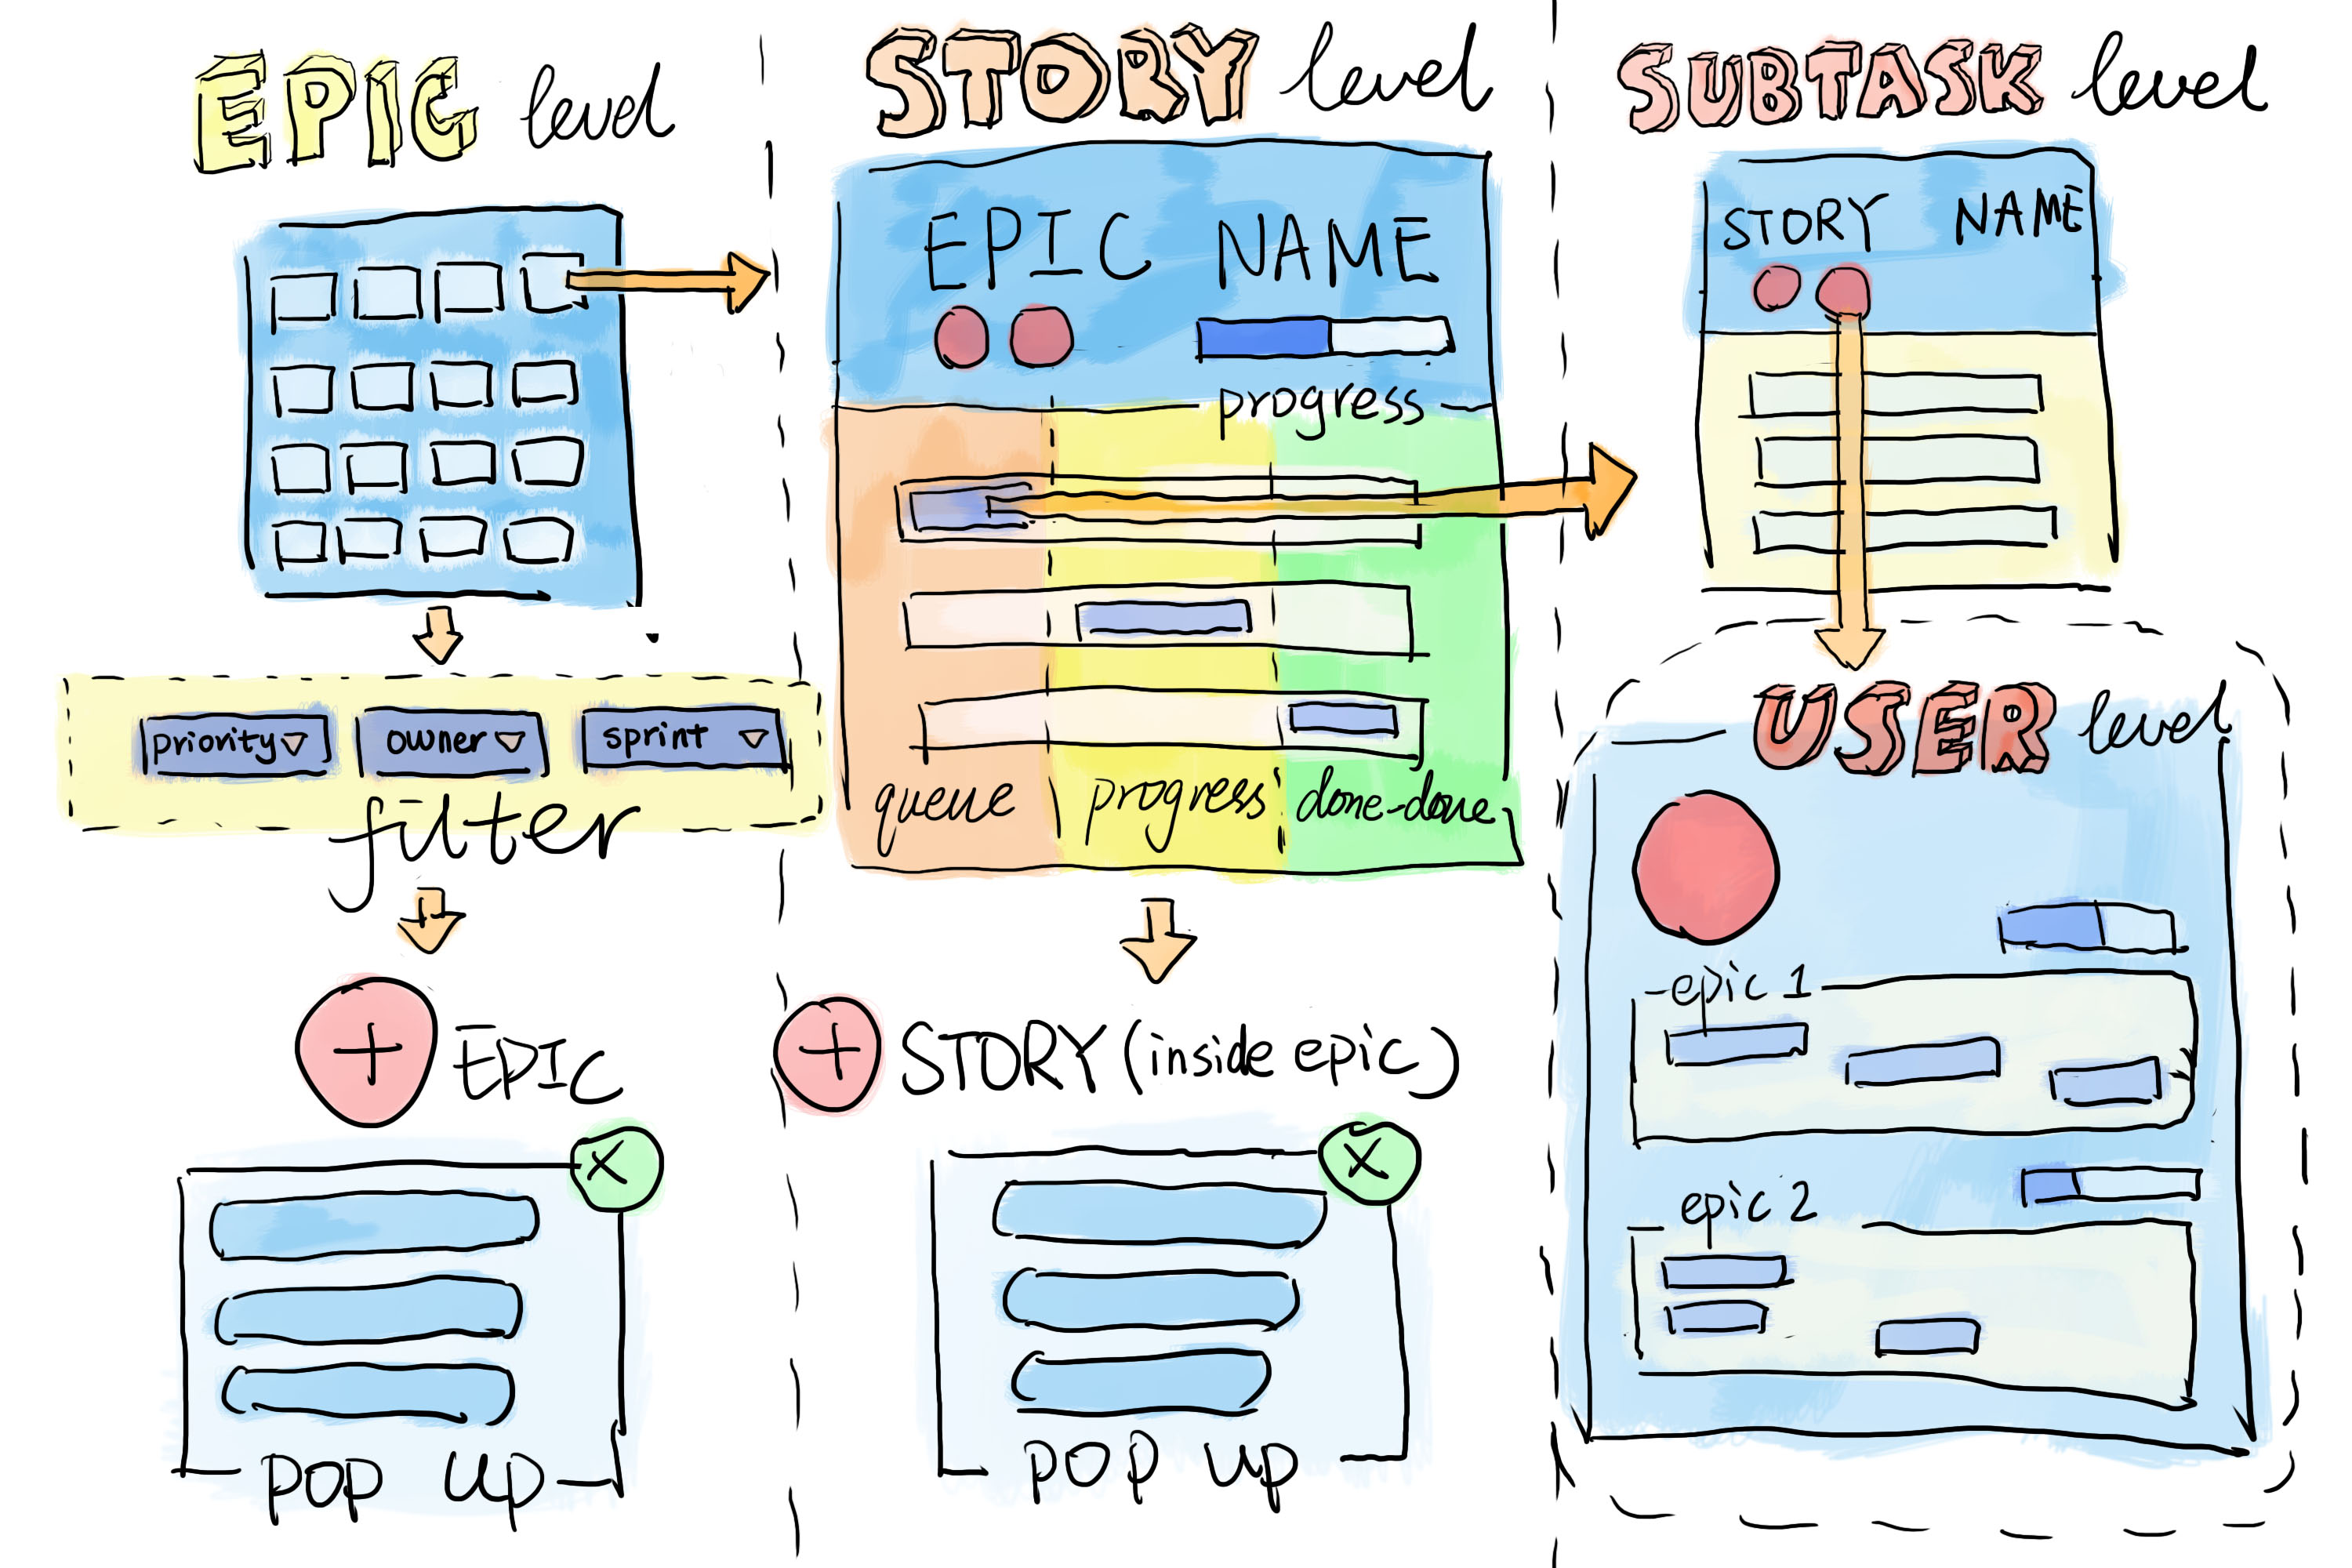 EPIC level
priority
owner
sprint
filter
+ EPIC
X
pop up
STORY level
EPIC NAME
progress
queue
progress
done-done
+ STORY (inside epic)
X
pop up
SUBTASK level
STORY NAME
USER level
epic 1
epic 2